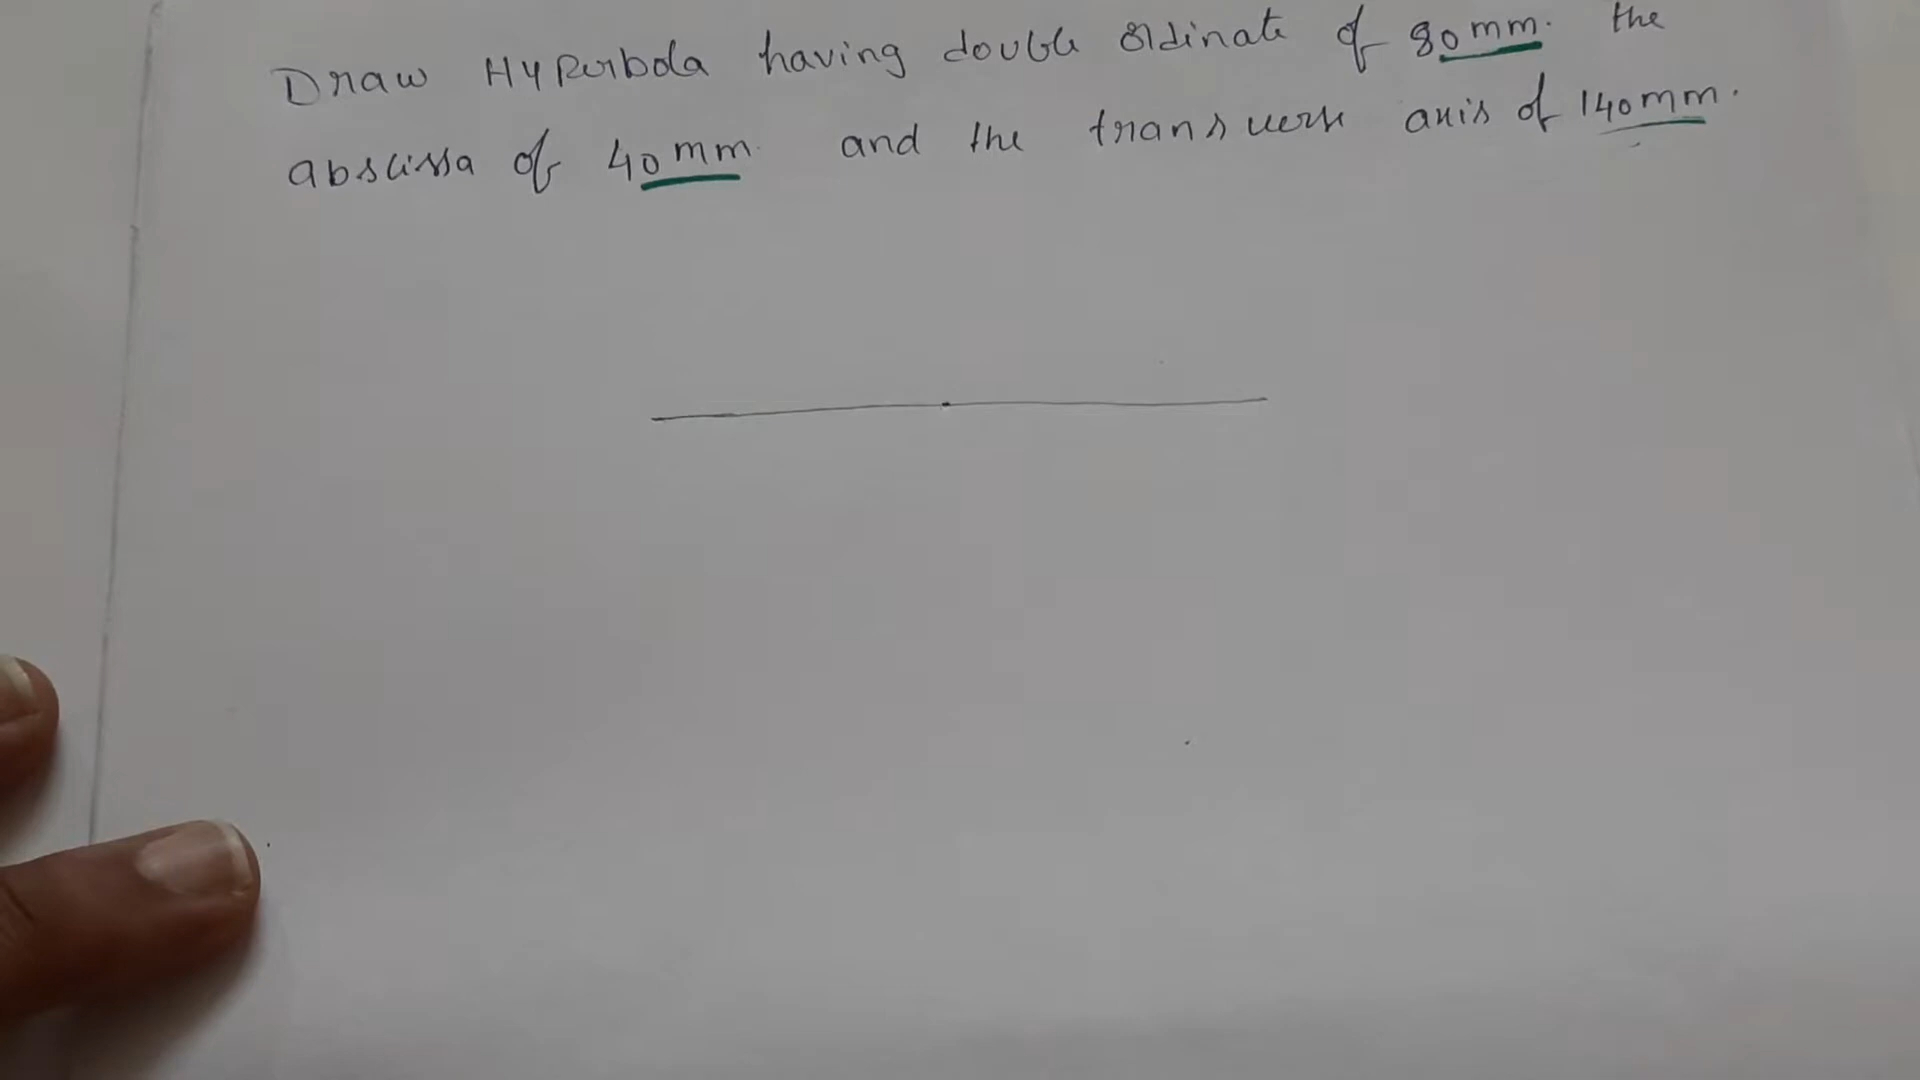 Draw Hyperbola having double ordinate of 80mm. the
abscissa of 40mm. and the transverse axis of 140mm.